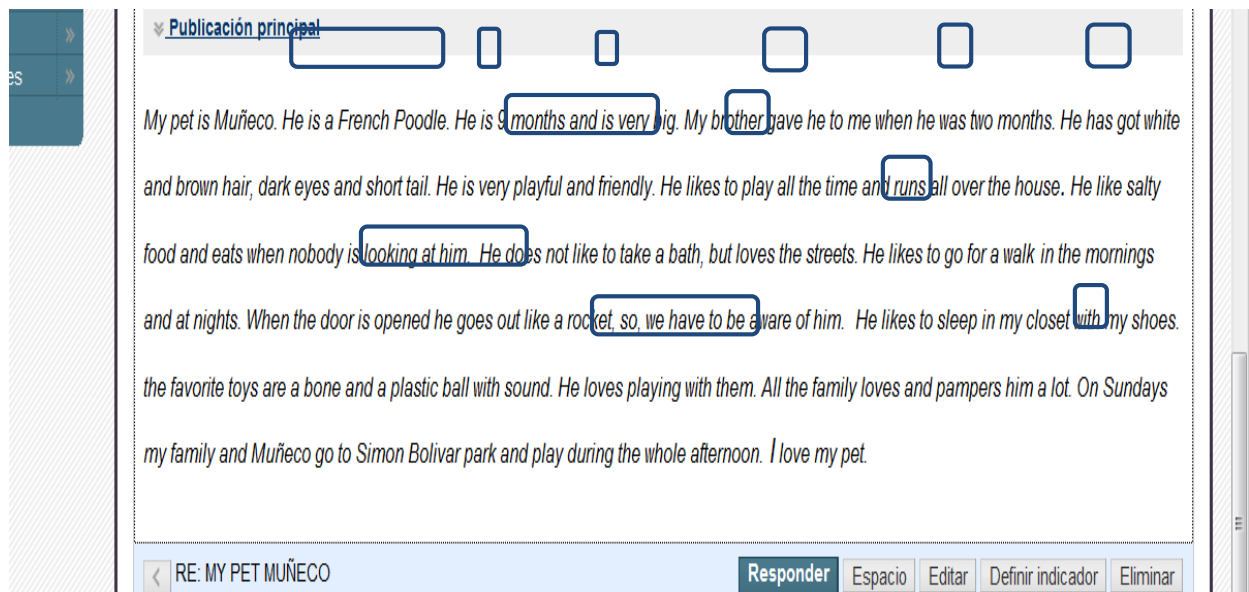 Publicación principal
es
My pet is Muñeco. He is a French Poodle. He is 9 months and is very big. My brother gave he to me when he was two months. He has got white
and brown hair, dark eyes and short tail. He is very playful and friendly. He likes to play all the time and runs all over the house. He like salty
food and eats when nobody is looking at him. He does not like to take a bath, but loves the streets. He likes to go for a walk in the mornings
and at nights. When the door is opened he goes out like a rocket, so, we have to be aware of him. He likes to sleep in my closet with my shoes.
the favorite toys are a bone and a plastic ball with sound. He loves playing with them. All the family loves and pampers him a lot. On Sundays
my family and Muñeco go to Simon Bolivar park and play during the whole afternoon. I love my pet.
RE: MY PET MUÑECO
Responder Espacio Editar Definir indicador Eliminar